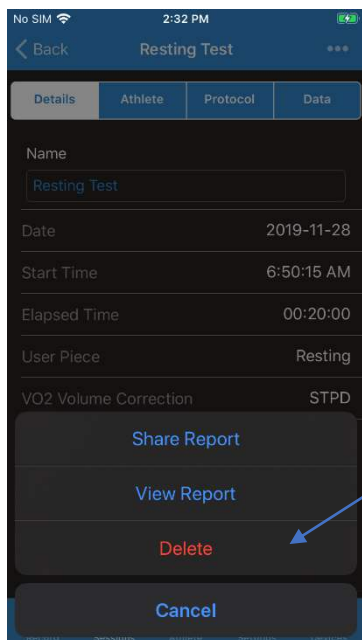 No SIM 2:32 PM
Back Resting Test
Details Athlete Protocol Data
Name
Resting Test
Date 2019-11-28
Start Time 6:50:15 AM
Elapsed Time 00:20:00
User Piece Resting
VO2 Volume Correction STPD
Share Report
View Report
Delete
Cancel